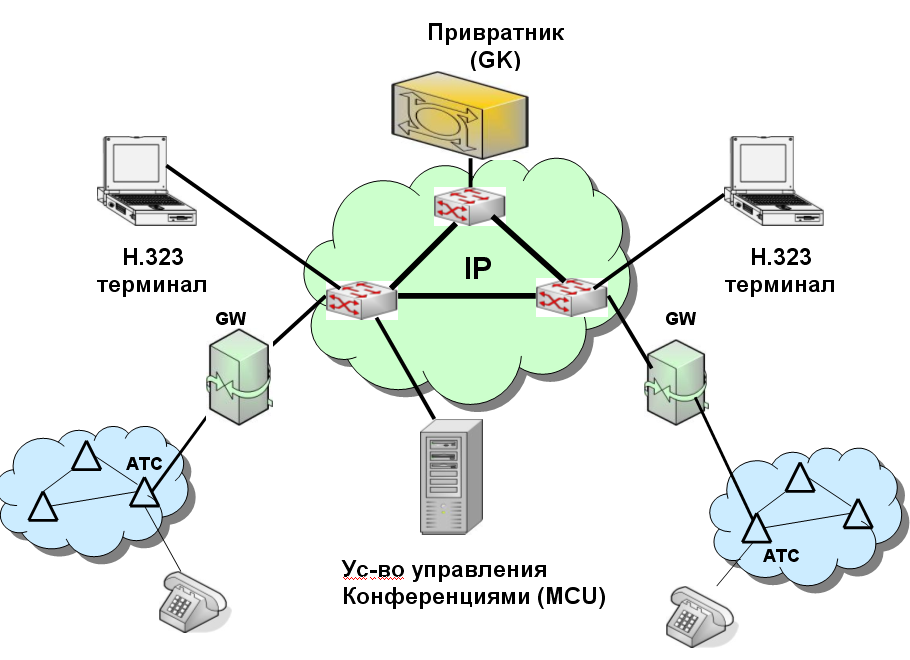 Привратник
(GK)
Н.323
терминал
Н.323
терминал
IP
GW
GW
АТС
АТС
Ус-во управления
Конференциями (MCU)